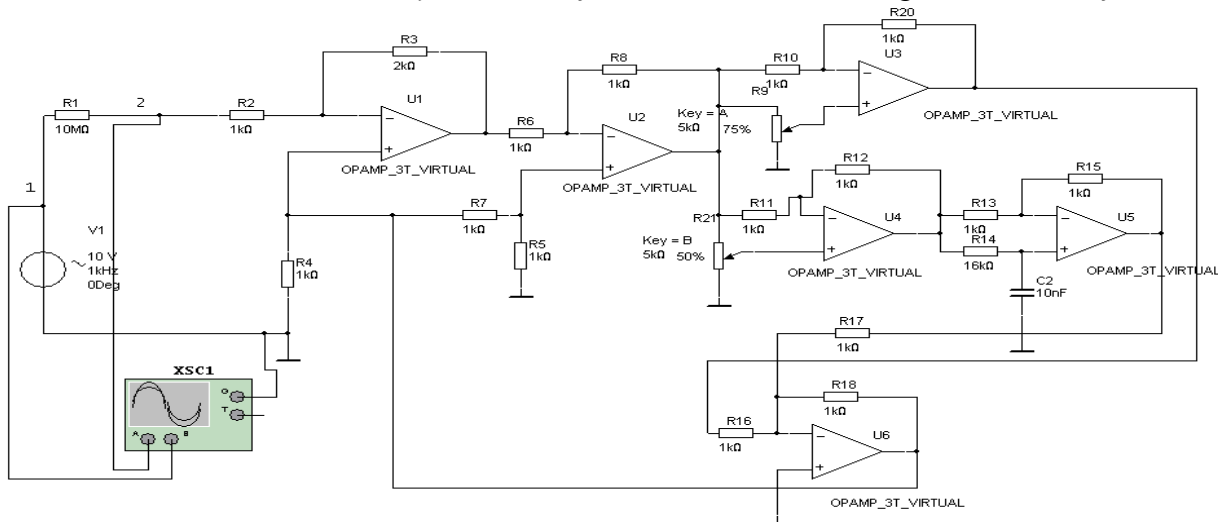 R20
1kΩ
U3
R3
2kΩ
R8
1kΩ
R10
1kΩ
R9
R1
10MΩ
2
R2
1kΩ
U1
OPAMP_3T_VIRTUAL
R6
1kΩ
U2
OPAMP_3T_VIRTUAL
Key = A
5kΩ
75%
OPAMP_3T_VIRTUAL
1
R12
1kΩ
R15
1kΩ
R7
1kΩ
R11
1kΩ
R21
U4
R13
1kΩ
U5
V1
10 V
1kHz
0Deg
R4
1kΩ
R5
1kΩ
Key = B
5kΩ
50%
OPAMP_3T_VIRTUAL
R14
16kΩ
OPAMP_3T_VIRTUAL
C2
10nF
R17
1kΩ
XSC1
G
T
A
B
R18
1kΩ
R16
1kΩ
U6
OPAMP_3T_VIRTUAL